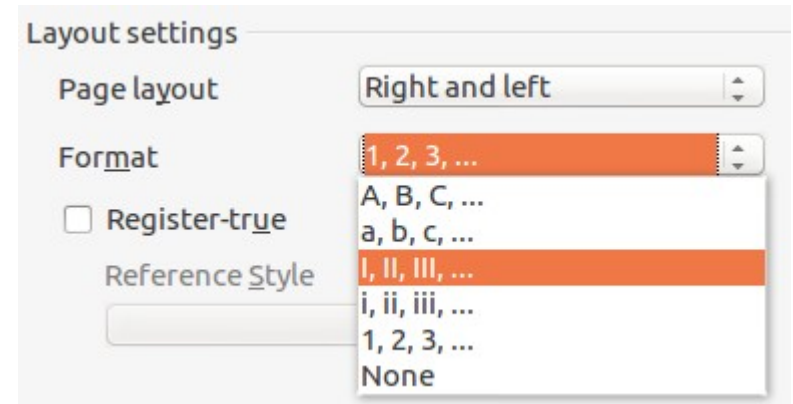 Layout settings
Page layout Right and left
Format 1, 2, 3, ...
A, B, C, ...
Register-true
a, b, c, ...
I, II, III, ...
Reference Style
i, ii, iii, ...
1, 2, 3, ...
None